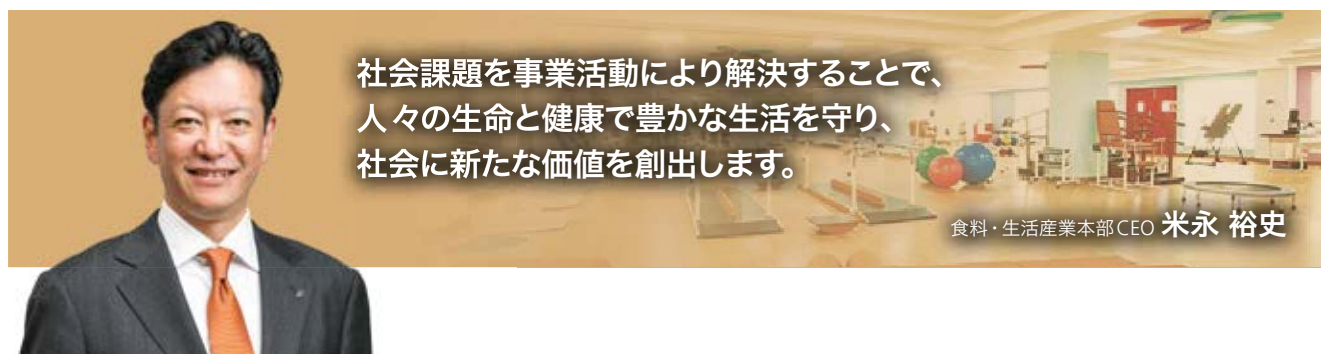 社会課題を事業活動により解決することで、
人々の生命と健康で豊かな生活を守り、
社会に新たな価値を創出します。
食料・生活産業本部CEO 米永 裕史